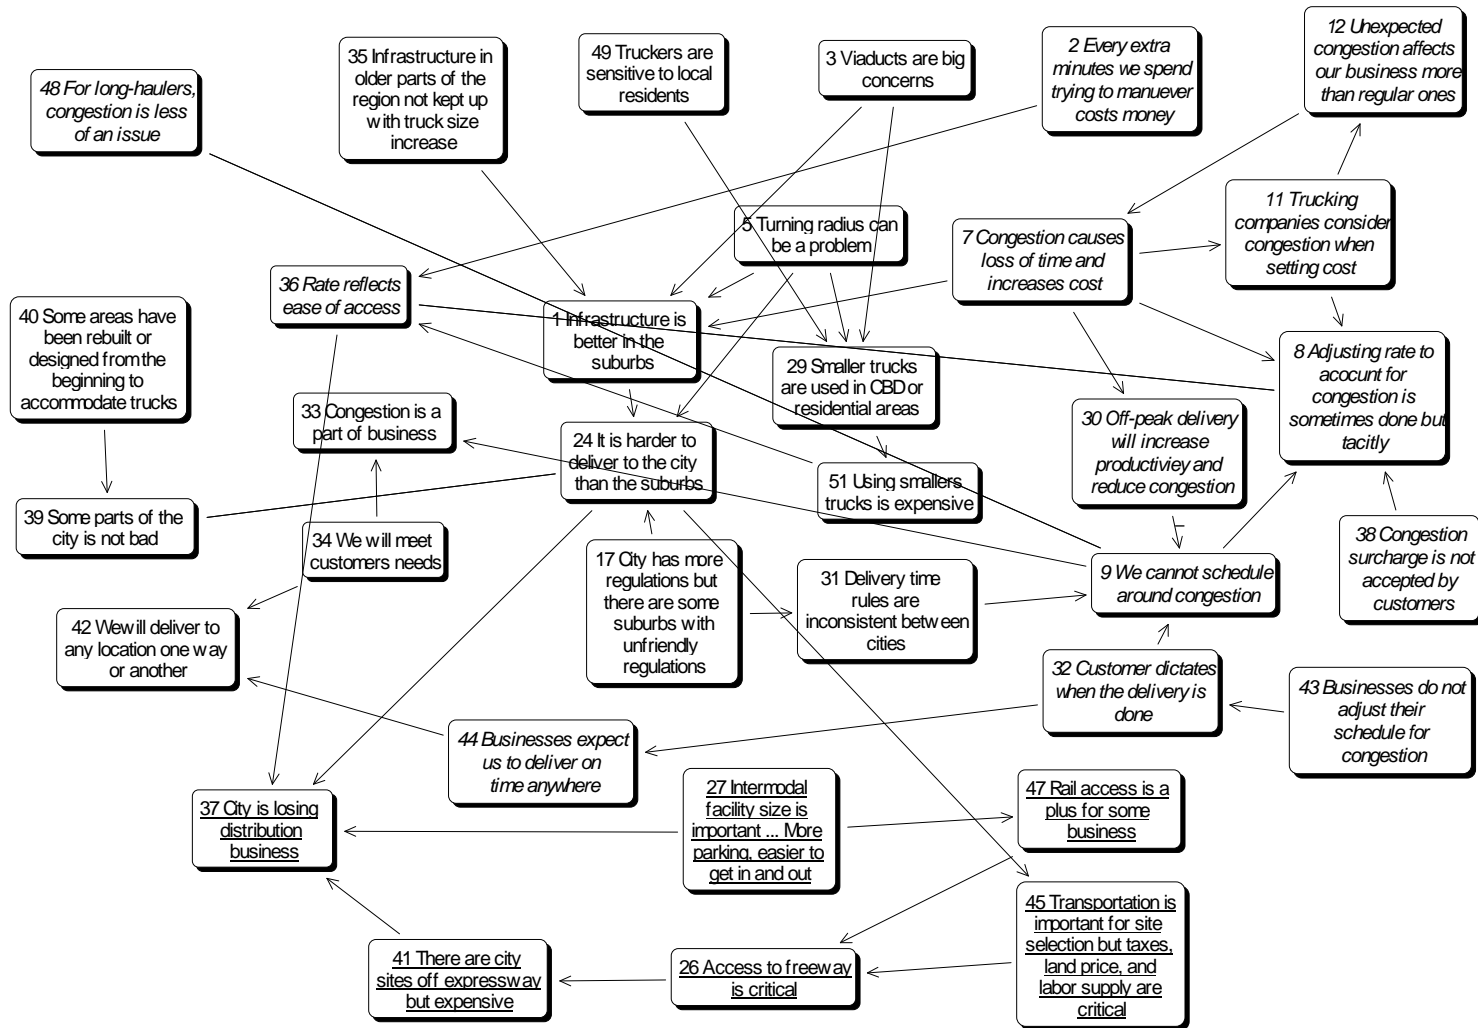 12 Unexpected
congestion affects
our business more
than regular ones
2 Every extra
minutes we spend
trying to manuever
costs money
3 Viaducts are big
concerns
49 Truckers are
sensitive to local
residents
35 Infrastructure in
older parts of the
region not kept up
with truck size
increase
48 For long-haulers,
congestion is less
of an issue
11 Trucking
companies consider
congestion when
setting cost
5 Turning radius can
be a problem
7 Congestion causes
loss of time and
increases cost
36 Rate reflects
ease of access
40 Some areas have
been rebuilt or
designed from the
beginning to
accommodate trucks
1 Infrastructure is
better in the
suburbs
29 Smaller trucks
are used in CBD or
residential areas
8 Adjusting rate to
acocunt for
congestion is
sometimes done but
tacitly
33 Congestion is a
part of business
30 Off-peak delivery
will increase
productiviey and
reduce congestion
24 It is harder to
deliver to the city
than the suburbs
51 Using smallers
trucks is expensive
39 Some parts of the
city is not bad
34 We will meet
customers needs
38 Congestion
surcharge is not
accepted by
customers
17 City has more
regulations but
there are some
suburbs with
unfriendly
regulations
31 Delivery time
rules are
inconsistent between
cities
9 We cannot schedule
around congestion
42 We will deliver to
any location one way
or another
32 Customer dictates
when the delivery is
done
43 Businesses do not
adjust their
schedule for
congestion
44 Businesses expect
us to deliver on
time anywhere
37 City is losing
distribution
business
27 Intermodal
facility size is
important ... More
parking, easier to
get in and out
47 Rail access is a
plus for some
business
45 Transportation is
important for site
selection but taxes,
land price, and
labor supply are
critical
41 There are city
sites off expressway
but expensive
26 Access to freeway
is critical